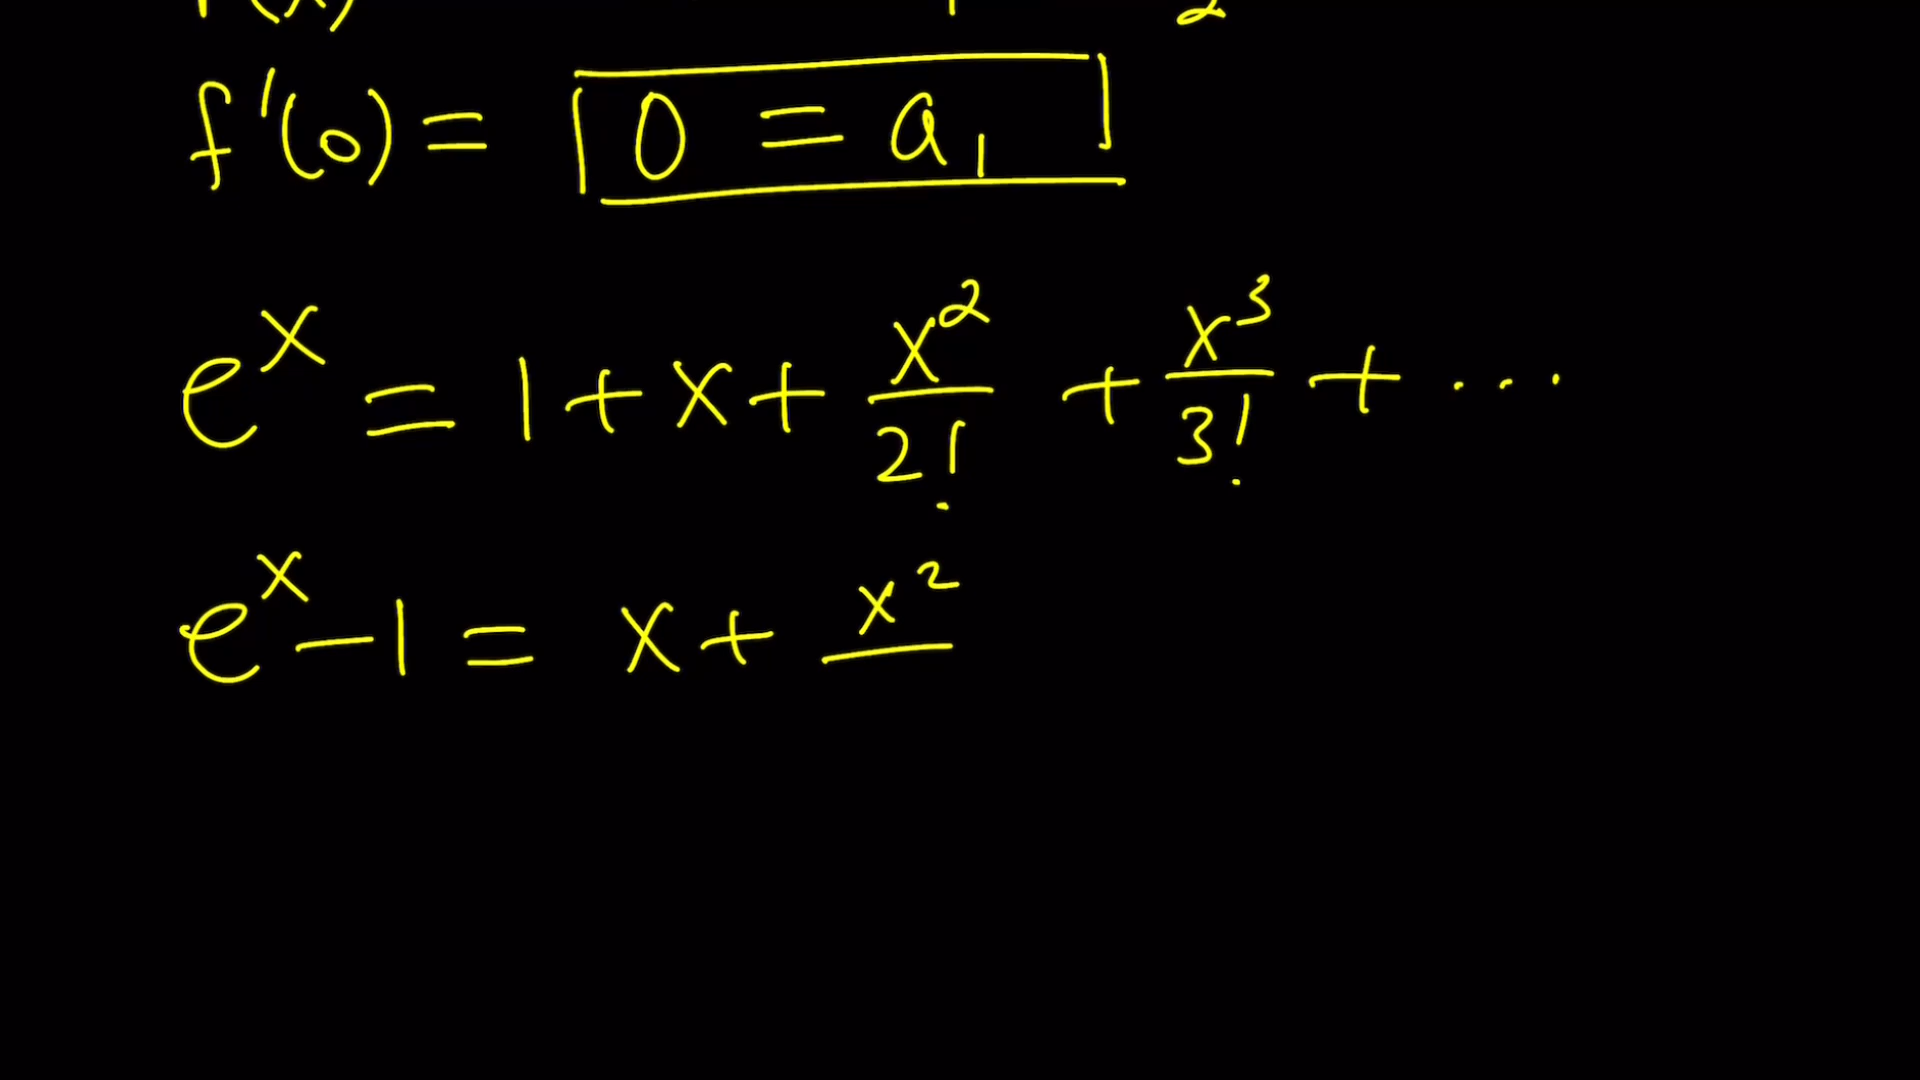 f'(0) = 0 = a₁
eˣ = 1 + x + x²/2! + x³/3! + ...
eˣ - 1 = x + x²/